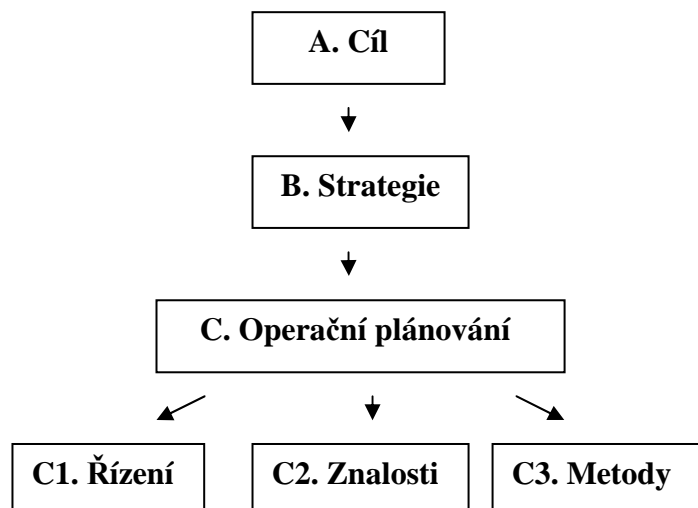 A. Cíl
B. Strategie
C. Operační plánování
C1. Řízení
C2. Znalosti
C3. Metody